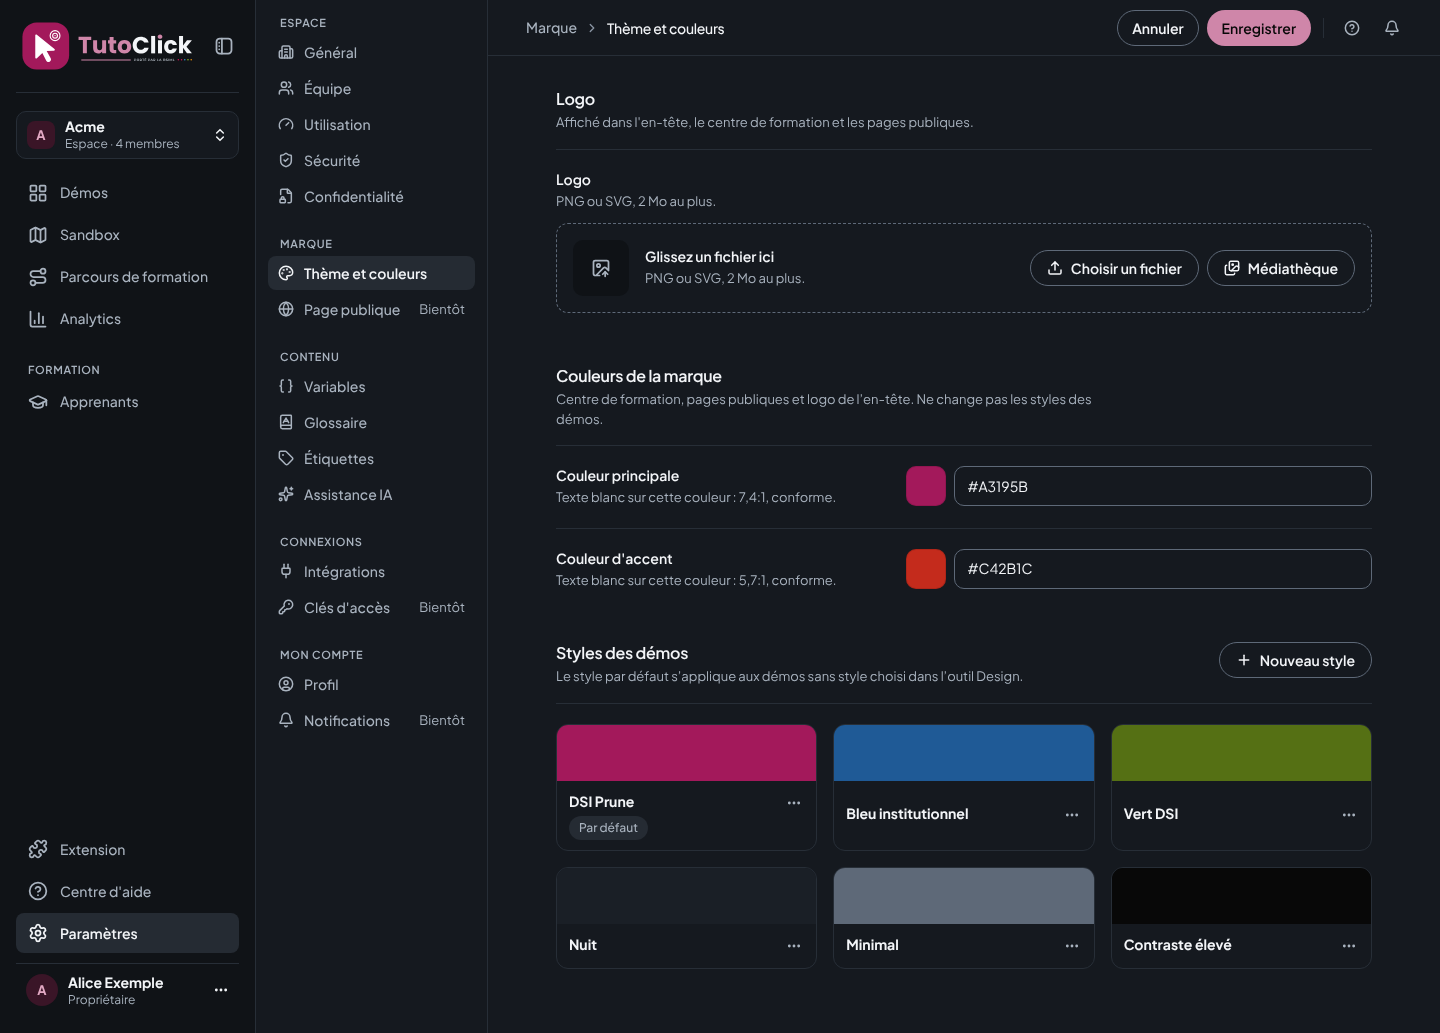 TutoClick
A
Acme
Espace · 4 membres
Démos
Sandbox
Parcours de formation
Analytics
FORMATION
Apprenants
Extension
Centre d'aide
Paramètres
A
Alice Exemple
Propriétaire
ESPACE
Général
Équipe
Utilisation
Sécurité
Confidentialité
MARQUE
Thème et couleurs
Page publique Bientôt
CONTENU
Variables
Glossaire
Étiquettes
Assistance IA
CONNEXIONS
Intégrations
Clés d'accès Bientôt
MON COMPTE
Profil
Notifications Bientôt
Marque > Thème et couleurs
Annuler
Enregistrer
Logo
Affiché dans l'en-tête, le centre de formation et les pages publiques.
Logo
PNG ou SVG, 2 Mo au plus.
Glissez un fichier ici
PNG ou SVG, 2 Mo au plus.
Choisir un fichier
Médiathèque
Couleurs de la marque
Centre de formation, pages publiques et logo de l'en-tête. Ne change pas les styles des
démos.
Couleur principale
Texte blanc sur cette couleur : 7,4:1, conforme.
#A3195B
Couleur d'accent
Texte blanc sur cette couleur : 5,7:1, conforme.
#C42B1C
Styles des démos
Le style par défaut s'applique aux démos sans style choisi dans l'outil Design.
Nouveau style
DSI Prune
Par défaut
Bleu institutionnel
Vert DSI
Nuit
Minimal
Contraste élevé